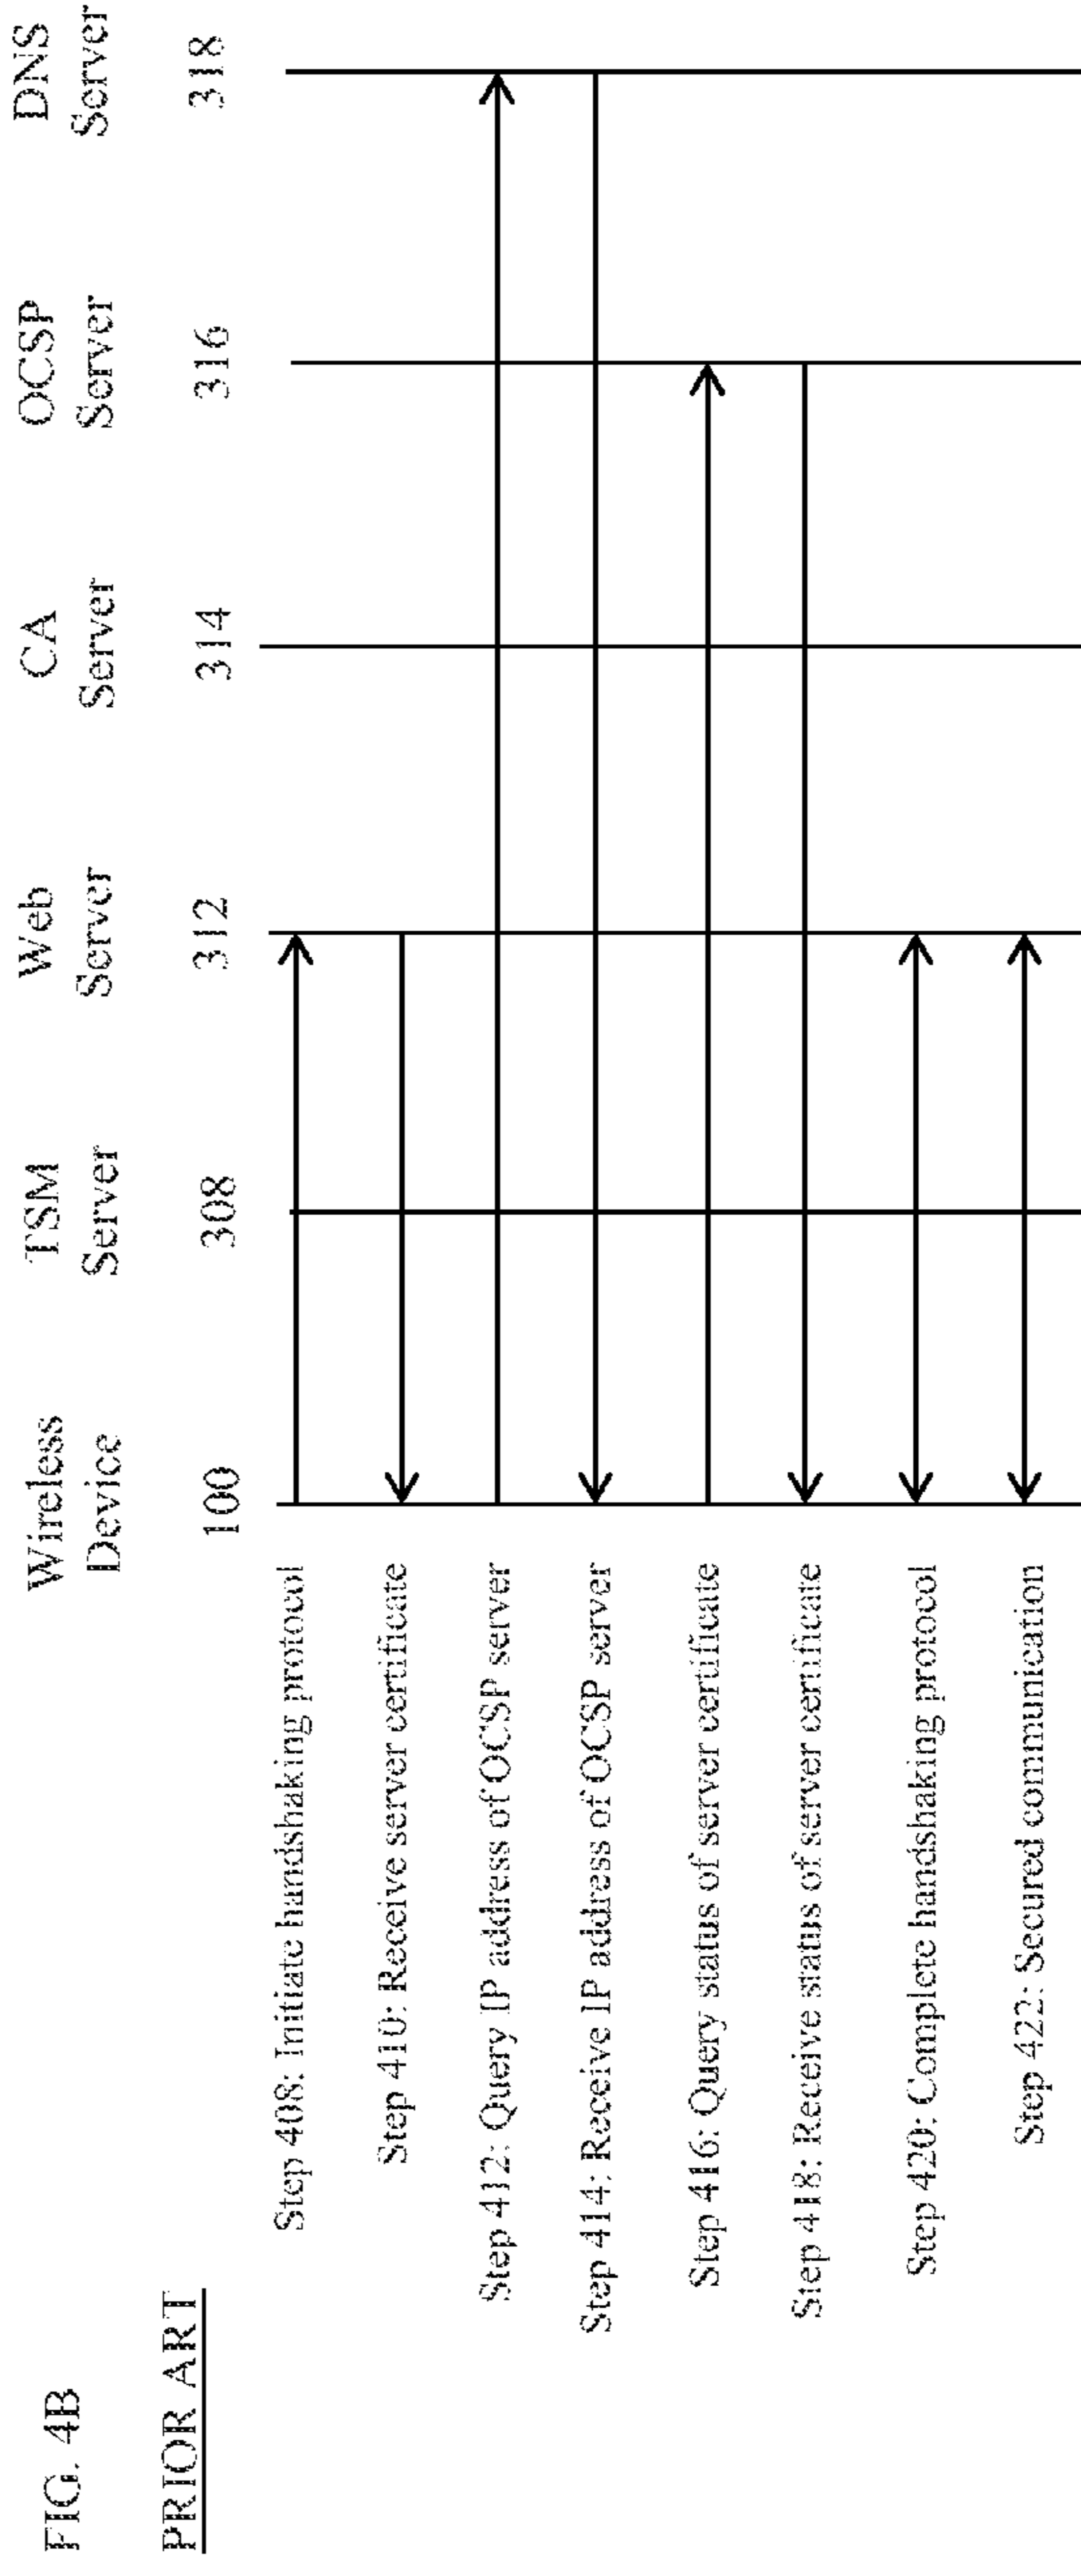 FIG. 4B
PRIOR ART
Wireless
Device
100
TSM
Server
308
Web
Server
312
CA
Server
314
OCSP
Server
316
DNS
Server
318
Step 408: Initiate handshaking protocol
Step 410: Receive server certificate
Step 412: Query IP address of OCSP server
Step 414: Receive IP address of OCSP server
Step 416: Query status of server certificate
Step 418: Receive status of server certificate
Step 420: Complete handshaking protocol
Step 422: Secured communication